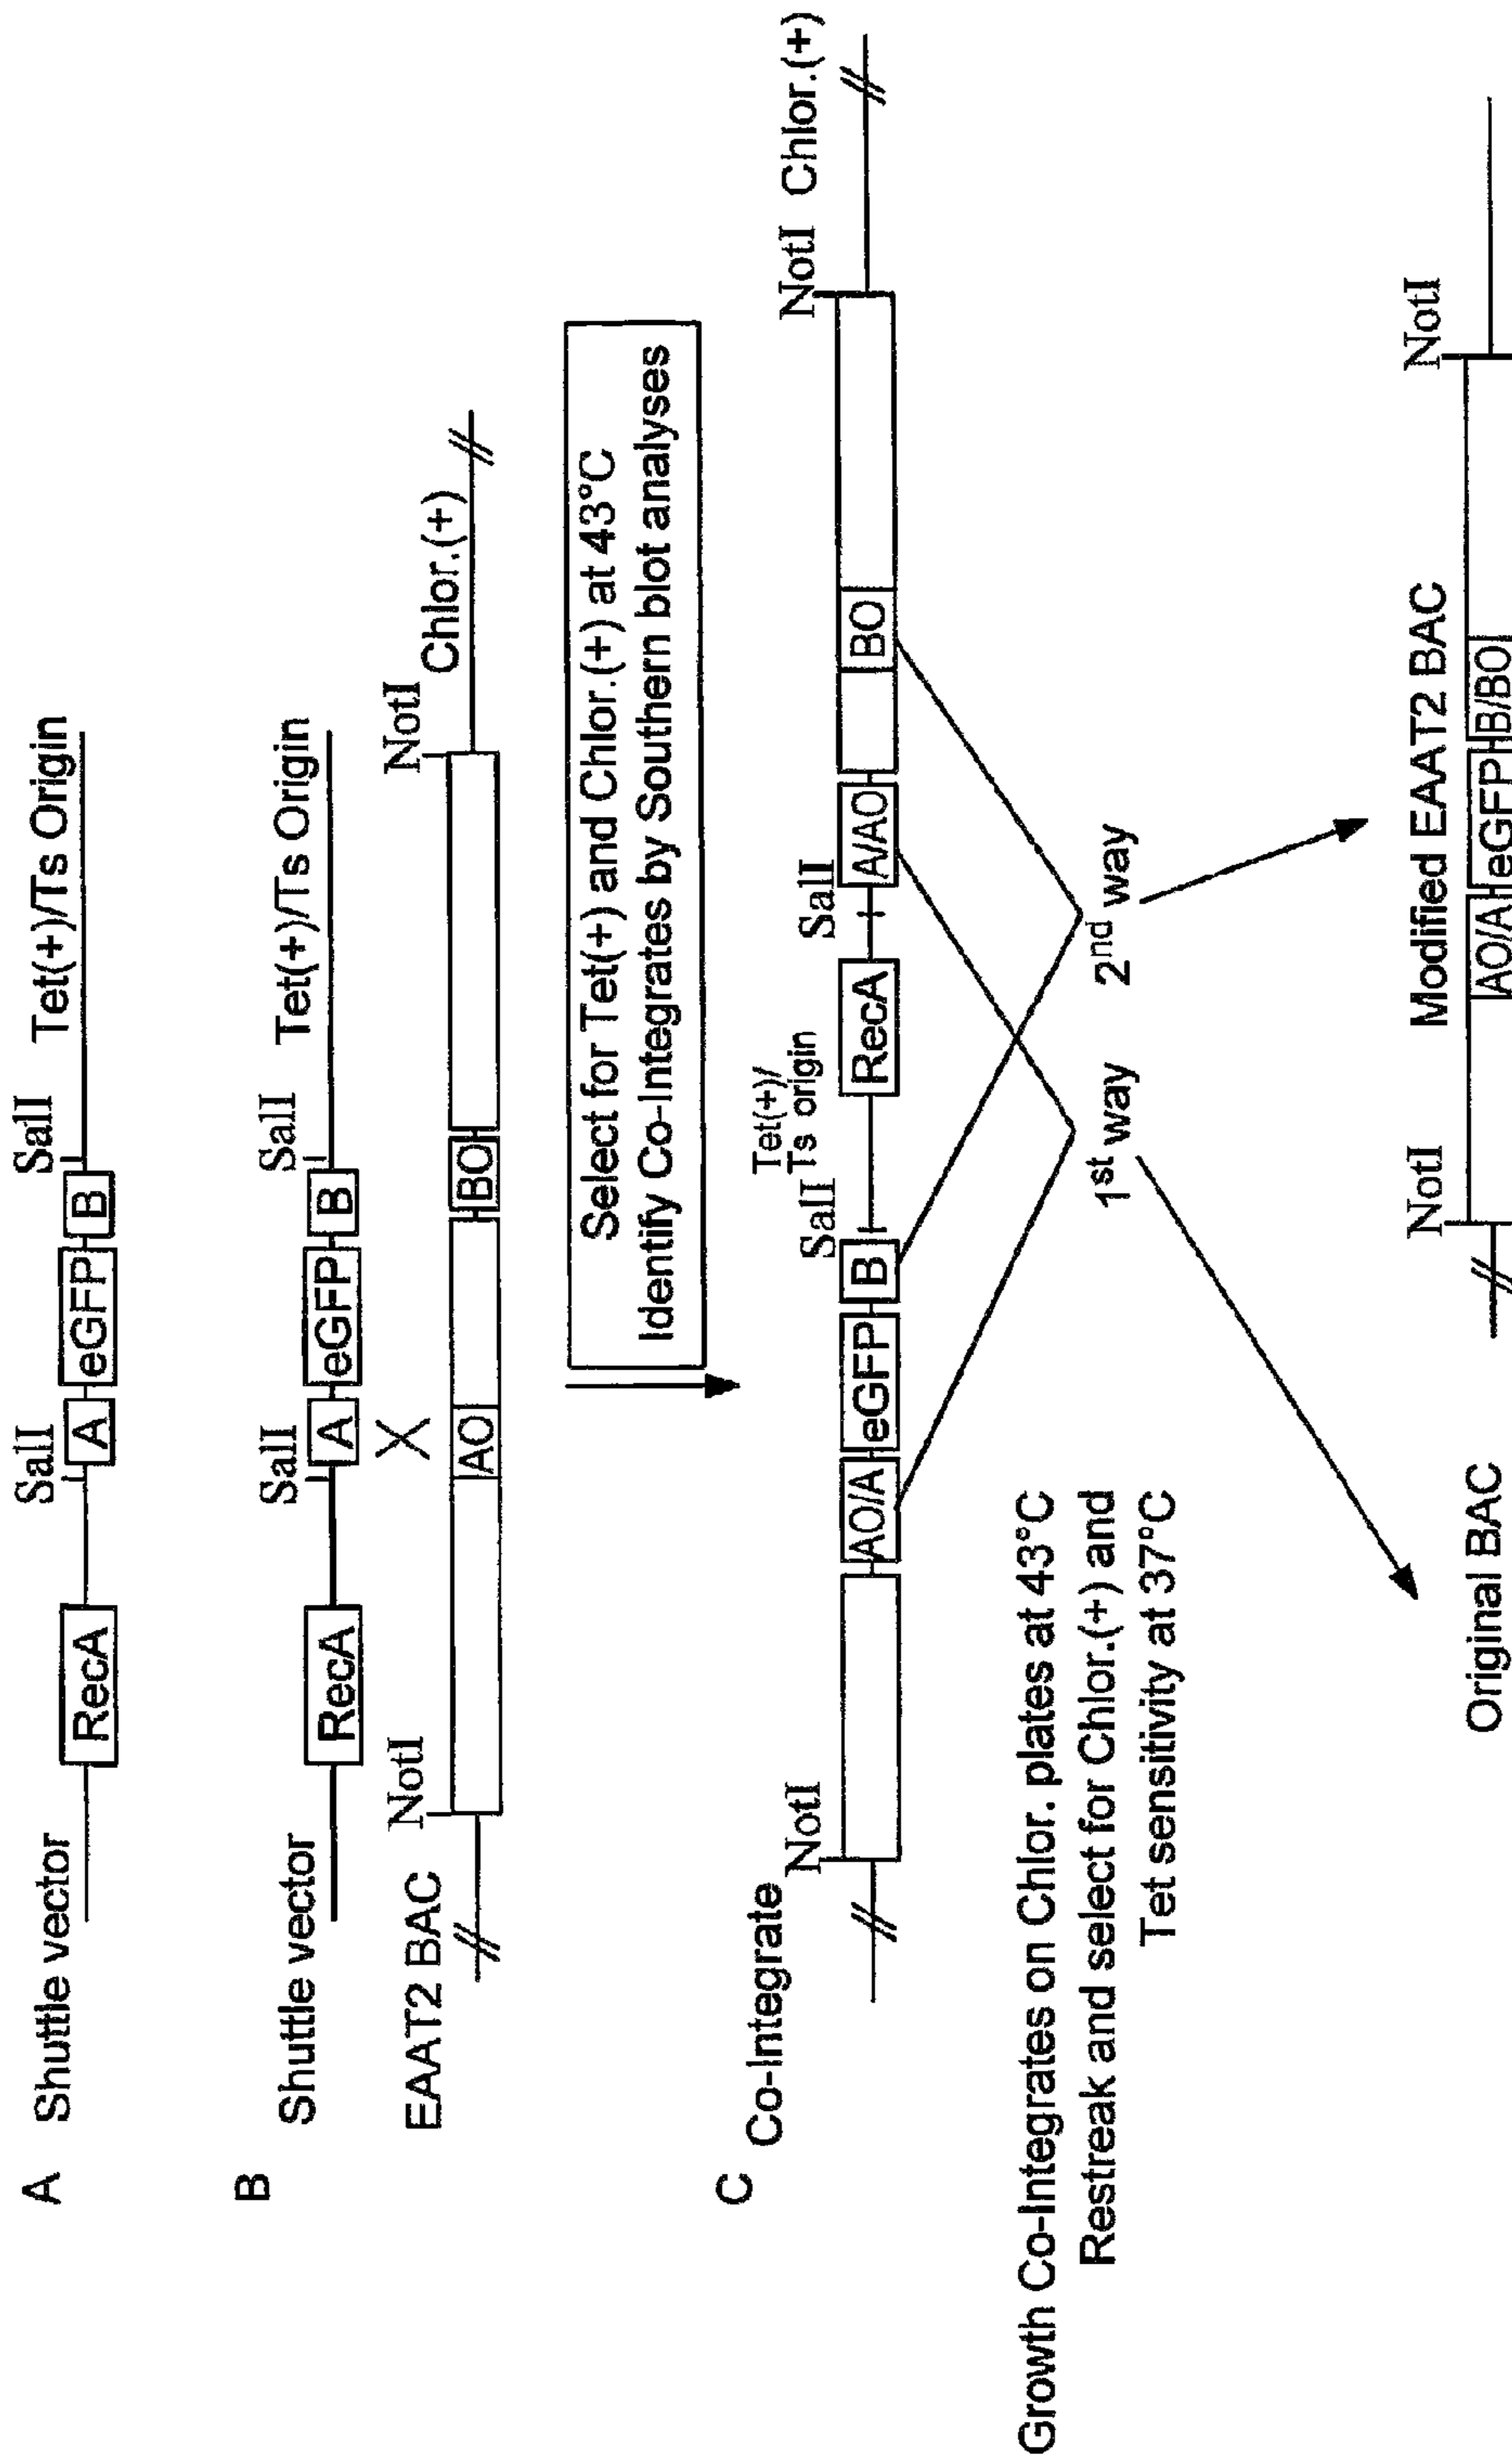 A
Shuttle vector
SalI
SalI
Tet(+)/Ts Origin
RecA
A
eGFP
B
B
Shuttle vector
SalI
SalI
Tet(+)/Ts Origin
RecA
A
eGFP
B
X
EAAT2 BAC
NotI
NotI
Chlor.(+)
AO
BO
Select for Tet(+) and Chlor.(+) at 43°C
Identify Co-Integrates by Southern blot analyses
C
Co-Integrate
NotI
SalI
Tet(+)/
Ts origin
SalI
NotI
Chlor.(+)
AO/A
eGFP
B
RecA
A/AO
BO
Growth Co-Integrates on Chlor. plates at 43°C
Restreak and select for Chlor.(+) and
Tet sensitivity at 37°C
1st way
2nd way
Original BAC
Modified EAAT2 BAC
NotI
NotI
AO/A
eGFP
B/BO